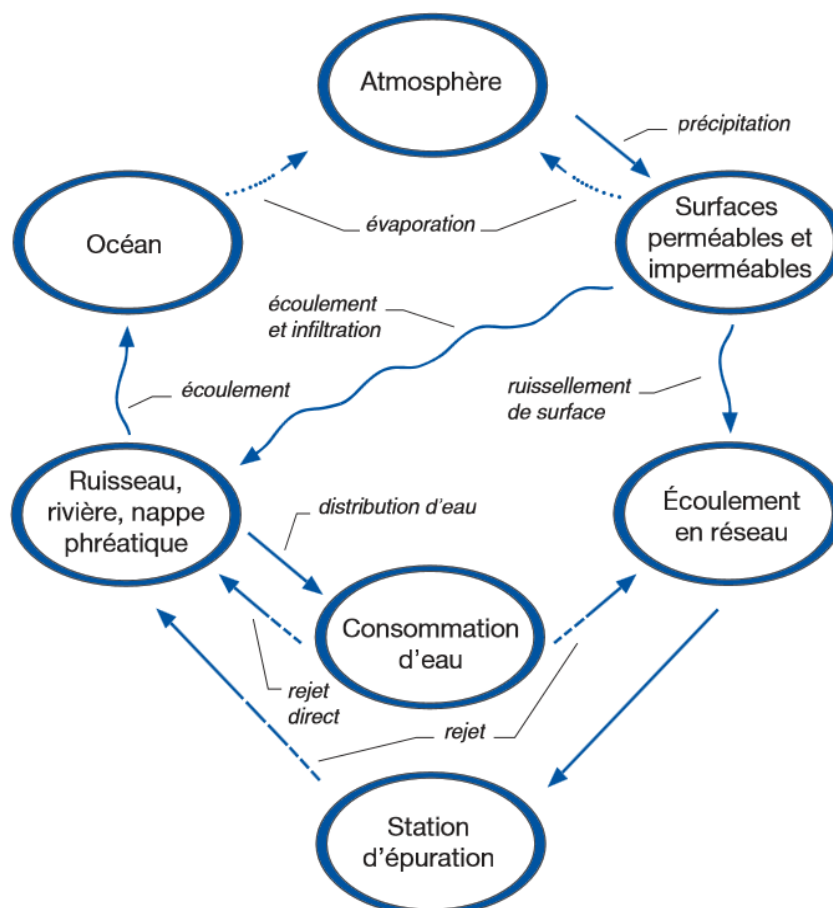 Atmosphère
précipitation
Océan
évaporation
Surfaces
perméables et
imperméables
écoulement
et infiltration
écoulement
ruissellement
de surface
Ruisseau,
rivière, nappe
phréatique
distribution d'eau
Écoulement
en réseau
Consommation
d'eau
rejet
direct
rejet
Station
d'épuration